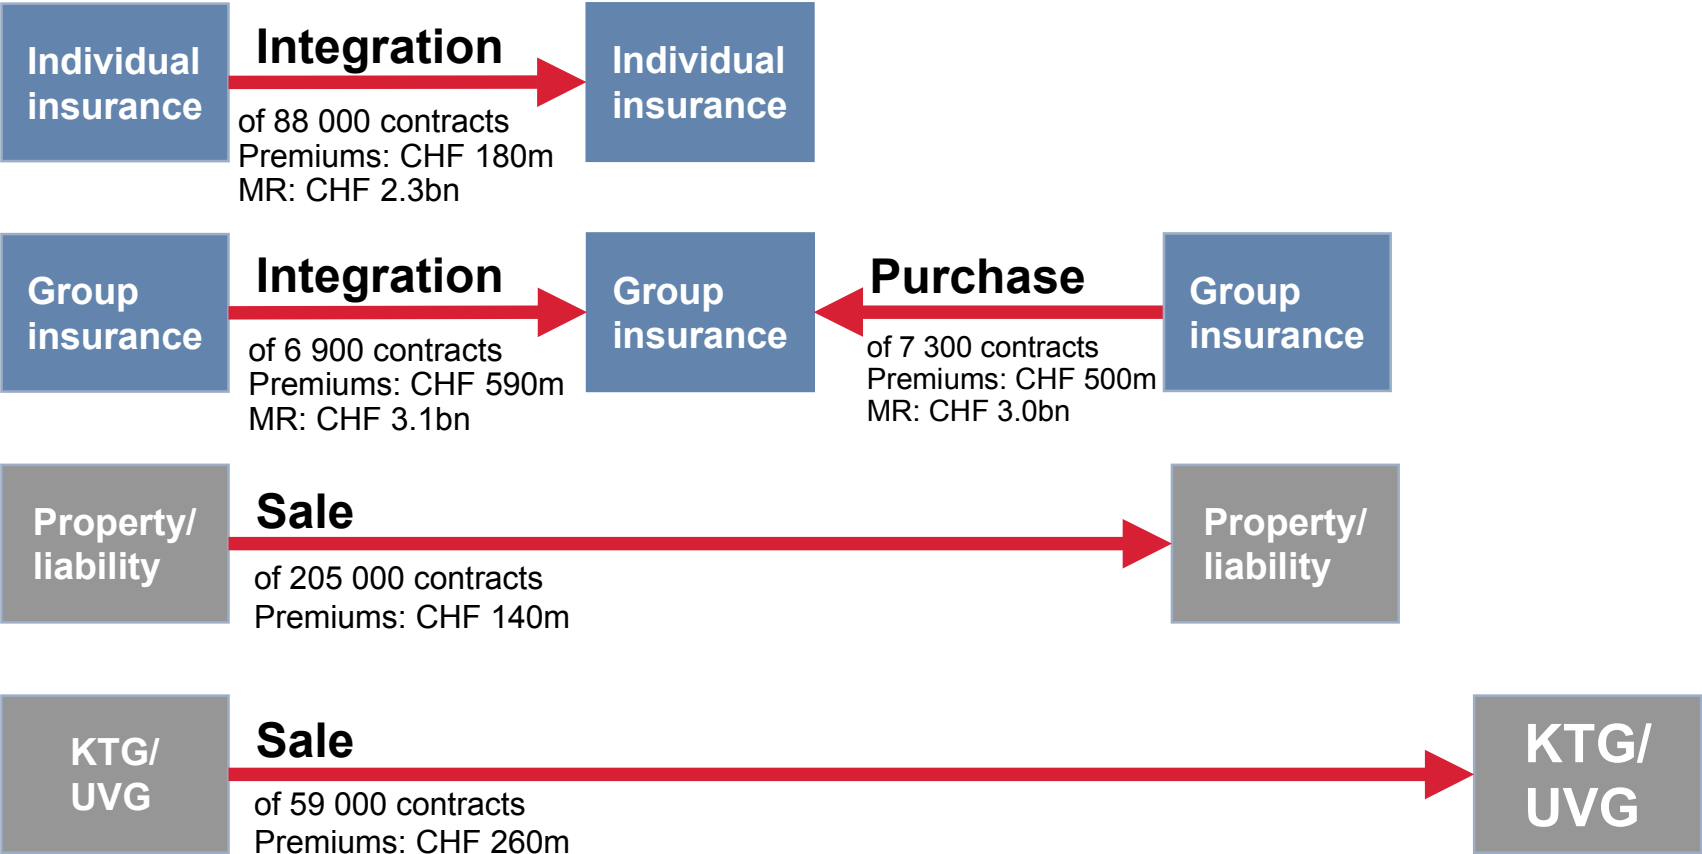 Individual
insurance
Integration
of 88 000 contracts
Premiums: CHF 180m
MR: CHF 2.3bn
Individual
insurance
Group
insurance
Integration
of 6 900 contracts
Premiums: CHF 590m
MR: CHF 3.1bn
Group
insurance
Purchase
of 7 300 contracts
Premiums: CHF 500m
MR: CHF 3.0bn
Group
insurance
Property/
liability
Sale
of 205 000 contracts
Premiums: CHF 140m
Property/
liability
KTG/
UVG
Sale
of 59 000 contracts
Premiums: CHF 260m
KTG/
UVG